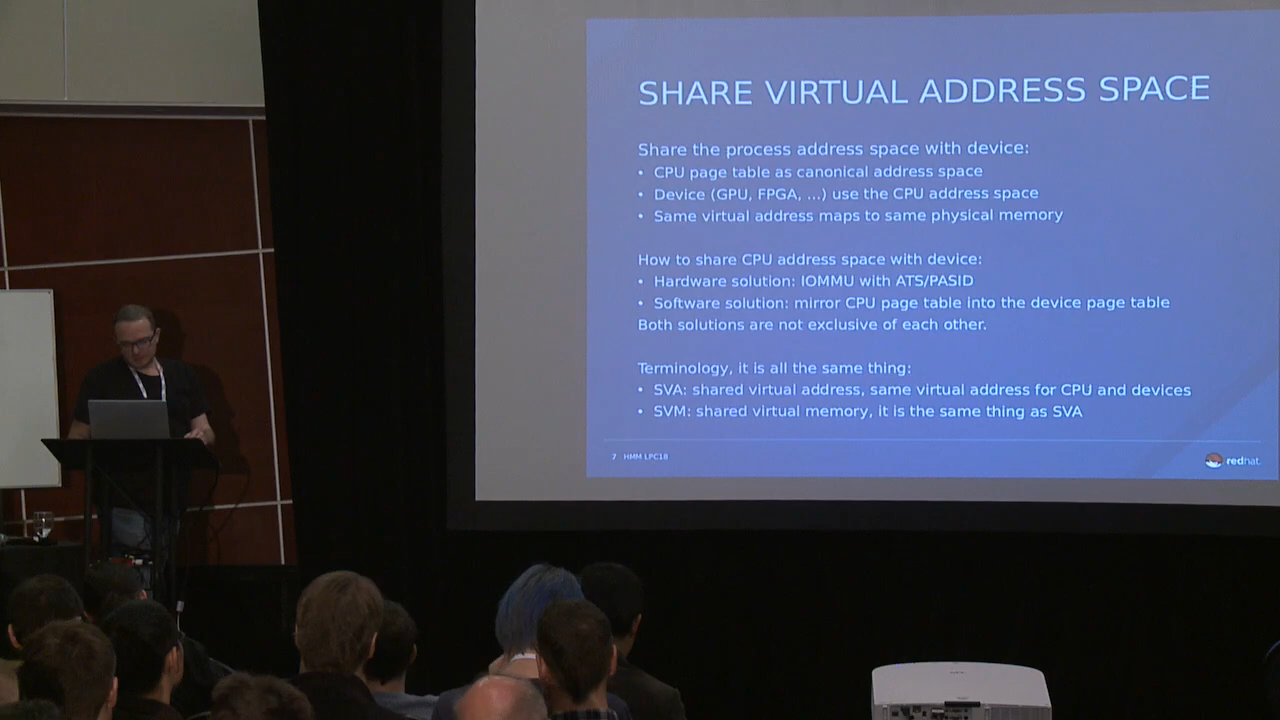 SHARE VIRTUAL ADDRESS SPACE
Share the process address space with device:
• CPU page table as canonical address space
• Device (GPU, FPGA, ...) use the CPU address space
• Same virtual address maps to same physical memory
How to share CPU address space with device:
• Hardware solution: IOMMU with ATS/PASID
• Software solution: mirror CPU page table into the device page table
Both solutions are not exclusive of each other.
Terminology, it is all the same thing:
• SVA: shared virtual address, same virtual address for CPU and devices
• SVM: shared virtual memory, it is the same thing as SVA
7 HMM LPC18
redhat.